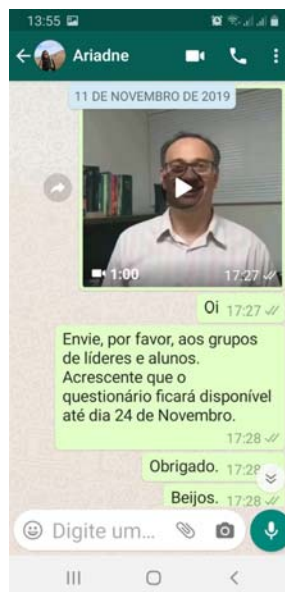 13:55
Ariadne
11 DE NOVEMBRO DE 2019
1:00
17:27
Oi 17:27
Envie, por favor, aos grupos
de líderes e alunos.
Acrescente que o
questionário ficará disponível
até dia 24 de Novembro.
17:28
Obrigado. 17:28
Beijos. 17:28
Digite um...